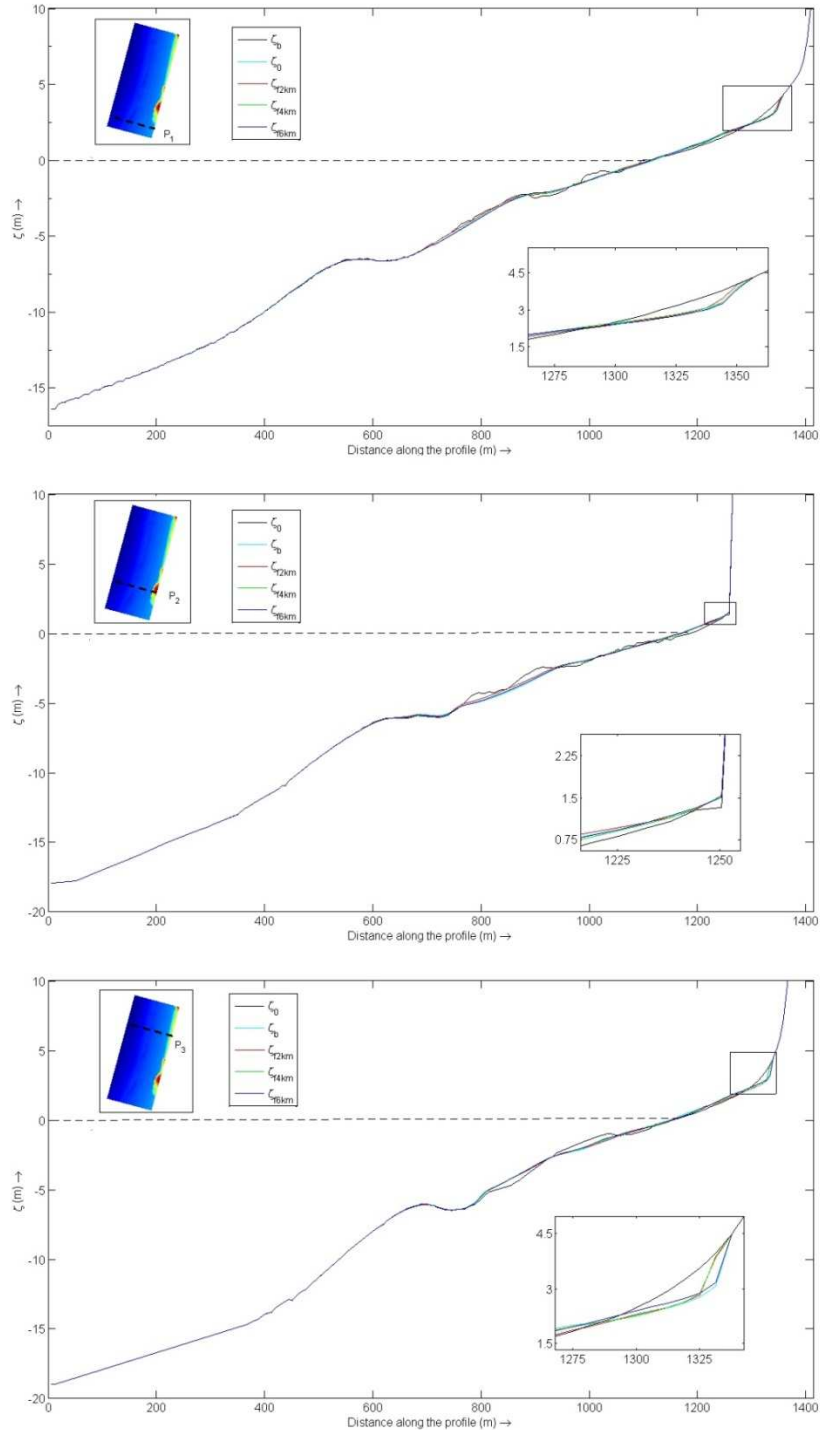 10
5
0
-5
-10
-15
ζ (m) →
P1
ζb
ζ0
ζf2km
ζf4km
ζf6km
4.5
3
1.5
1275 1300 1325 1350
0 200 400 600 800 1000 1200 1400
Distance along the profile (m) →
10
5
0
-5
-10
-15
-20
ζ (m) →
P2
ζ0
ζb
ζf2km
ζf4km
ζf6km
2.25
1.5
0.75
1225 1250
0 200 400 600 800 1000 1200 1400
Distance along the profile (m) →
10
5
0
-5
-10
-15
-20
ζ (m) →
P3
ζ0
ζb
ζf2km
ζf4km
ζf6km
4.5
3
1.5
1275 1300 1325
0 200 400 600 800 1000 1200 1400
Distance along the profile (m) →